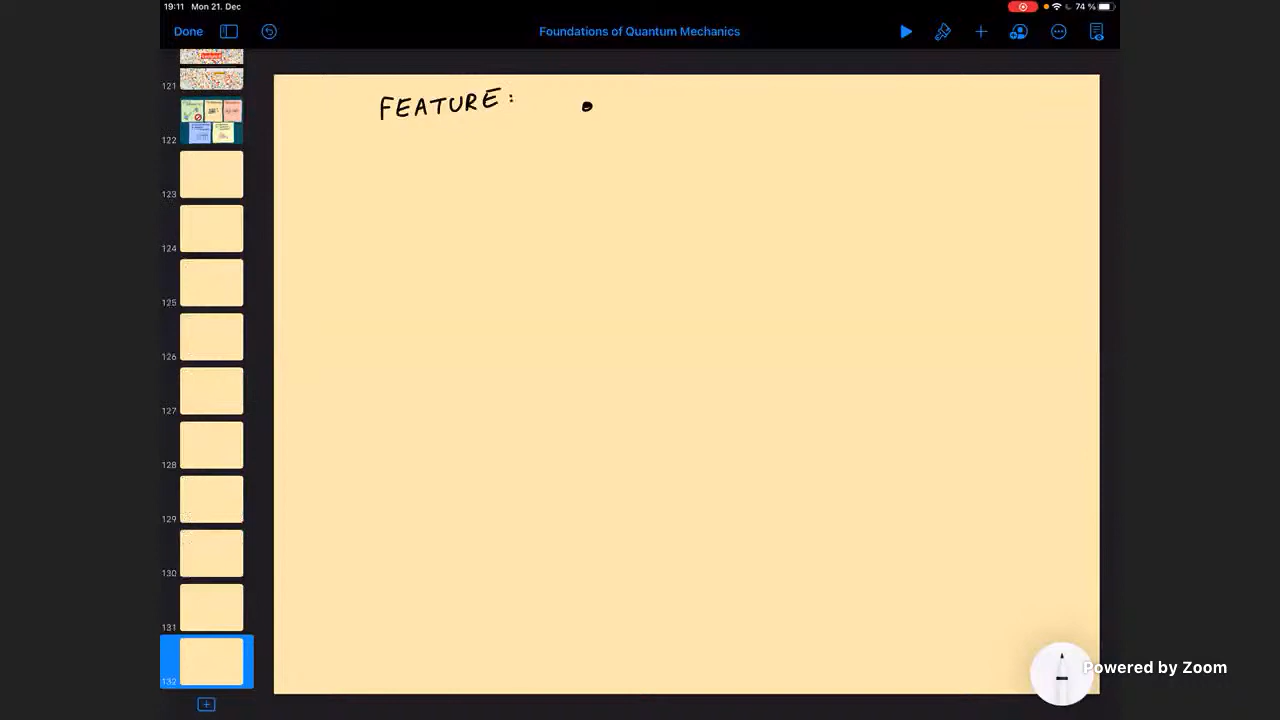 19:11 Mon 21. Dec
74 %
Done
Foundations of Quantum Mechanics
FEATURE: •
121
122
123
124
125
126
127
128
129
130
131
132
Powered by Zoom